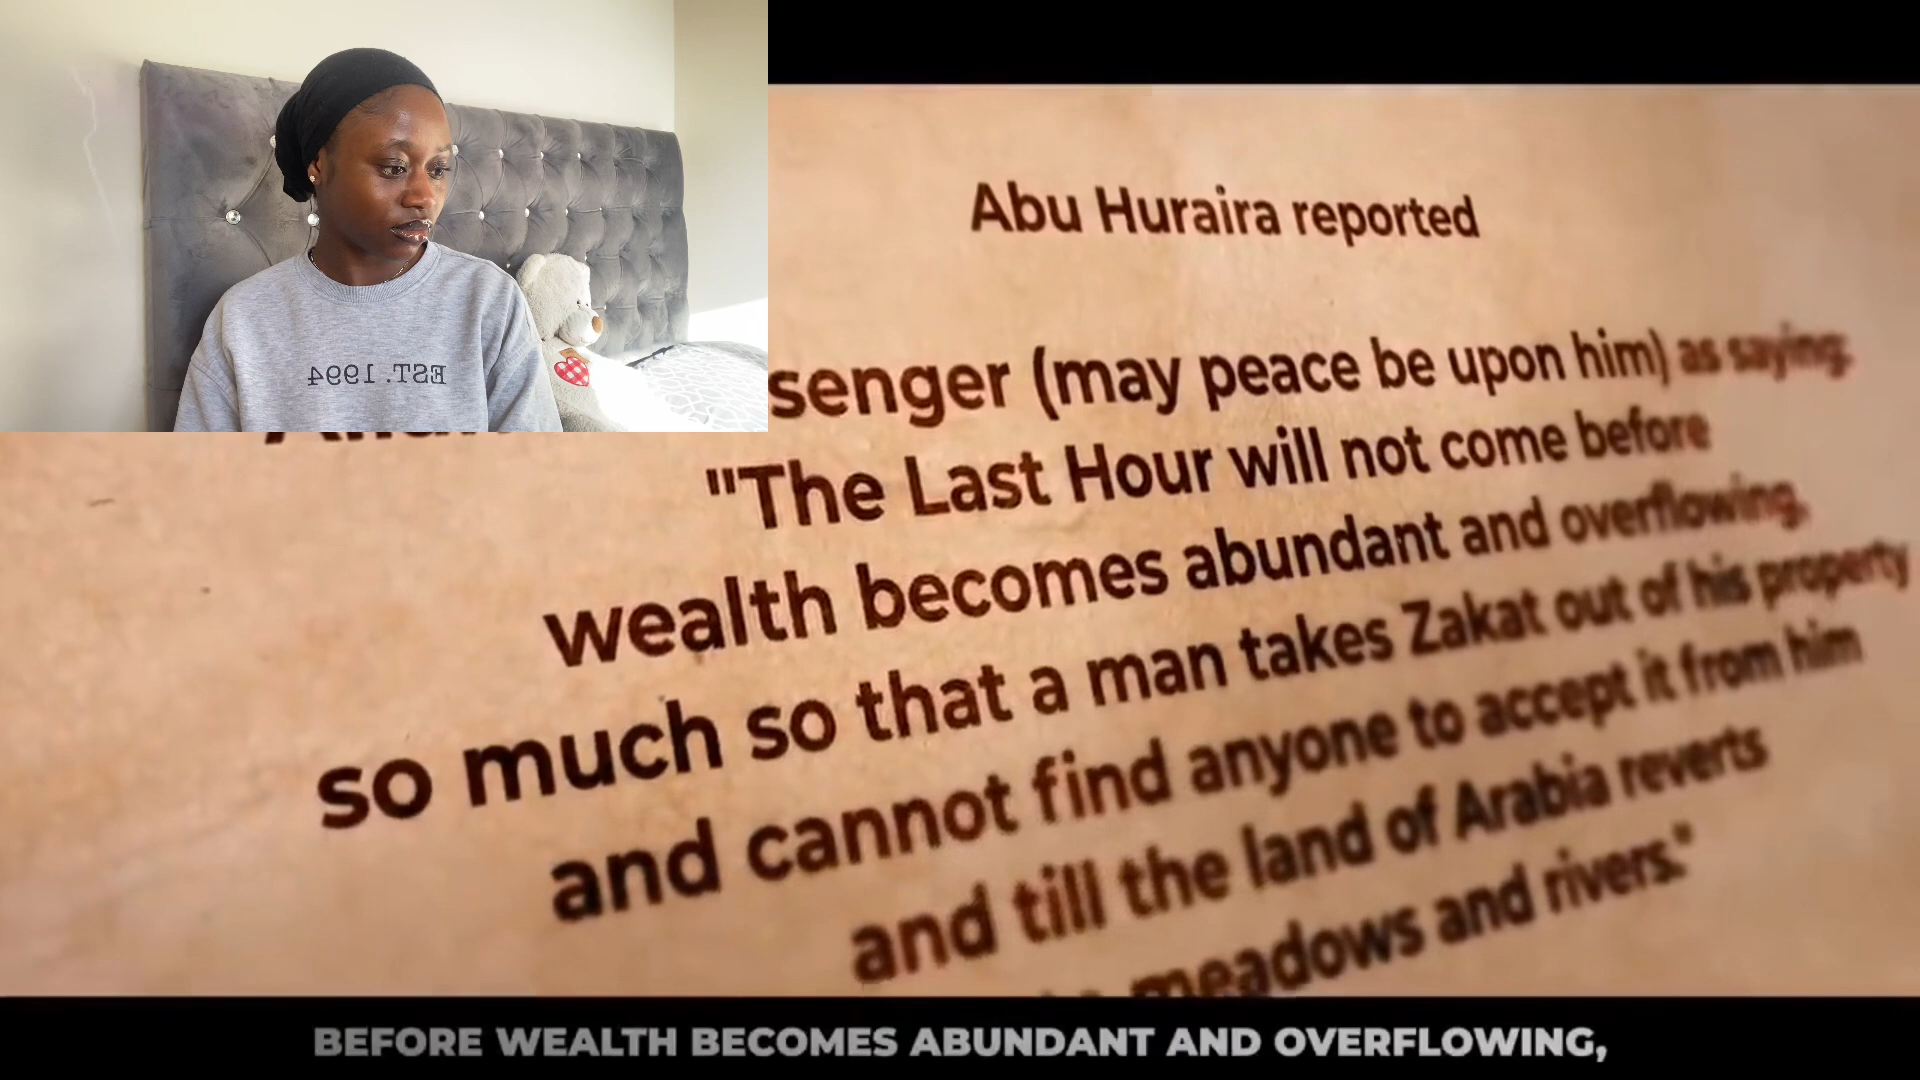 EST. 1994
Abu Huraira reported
senger (may peace be upon him) as saying:
"The Last Hour will not come before
wealth becomes abundant and overflowing,
so much so that a man takes Zakat out of his property
and cannot find anyone to accept it from him
and till the land of Arabia reverts
meadows and rivers."
BEFORE WEALTH BECOMES ABUNDANT AND OVERFLOWING,